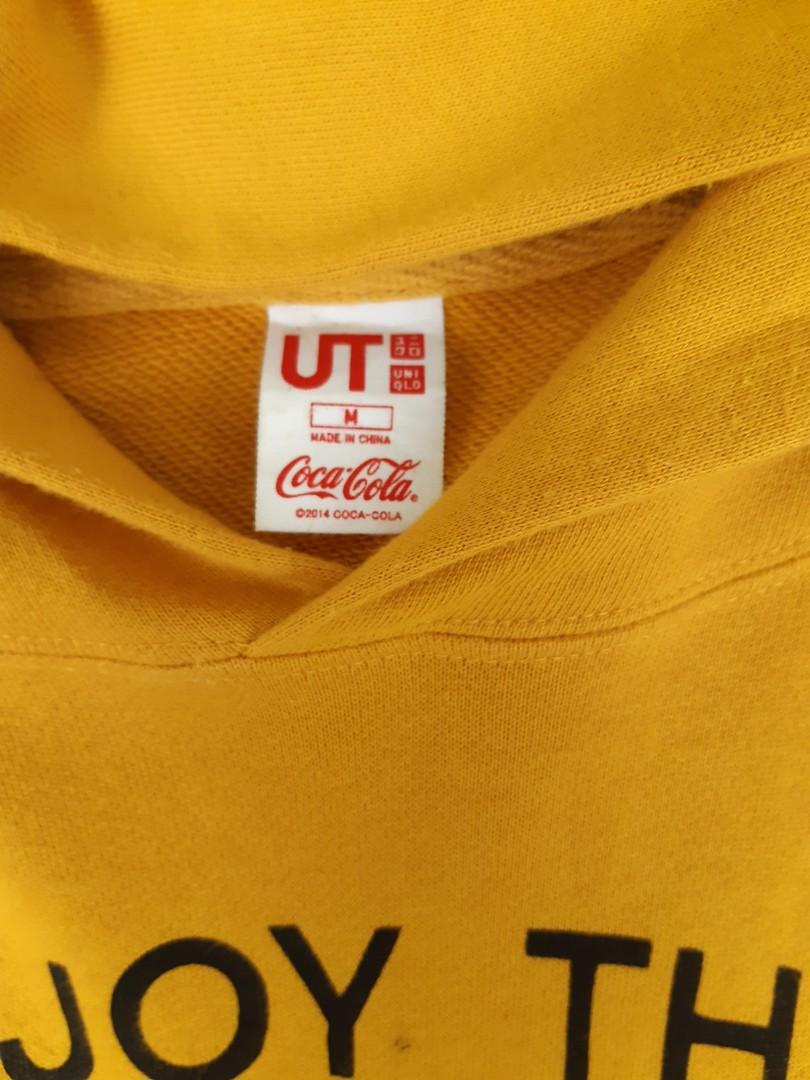 UT ユニ
クロ
UNI
QLO
M
MADE IN CHINA
Coca-Cola®
©2014 COCA-COLA
JOY TH